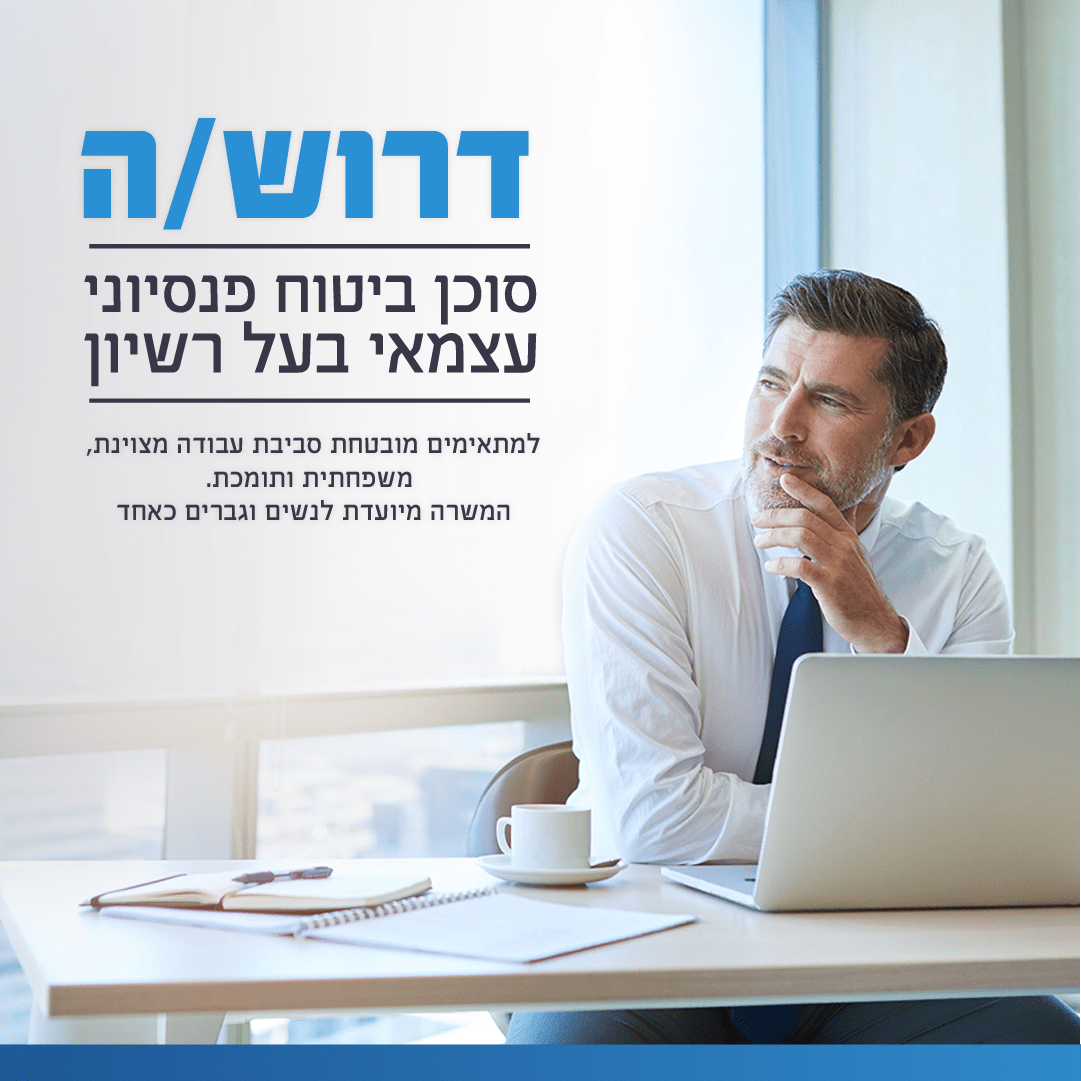 דרוש/ה
סוכן ביטוח פנסיוני
עצמאי בעל רשיון
למתאימים מובטחת סביבת עבודה מצוינת,
משפחתית ותומכת.
המשרה מיועדת לנשים וגברים כאחד